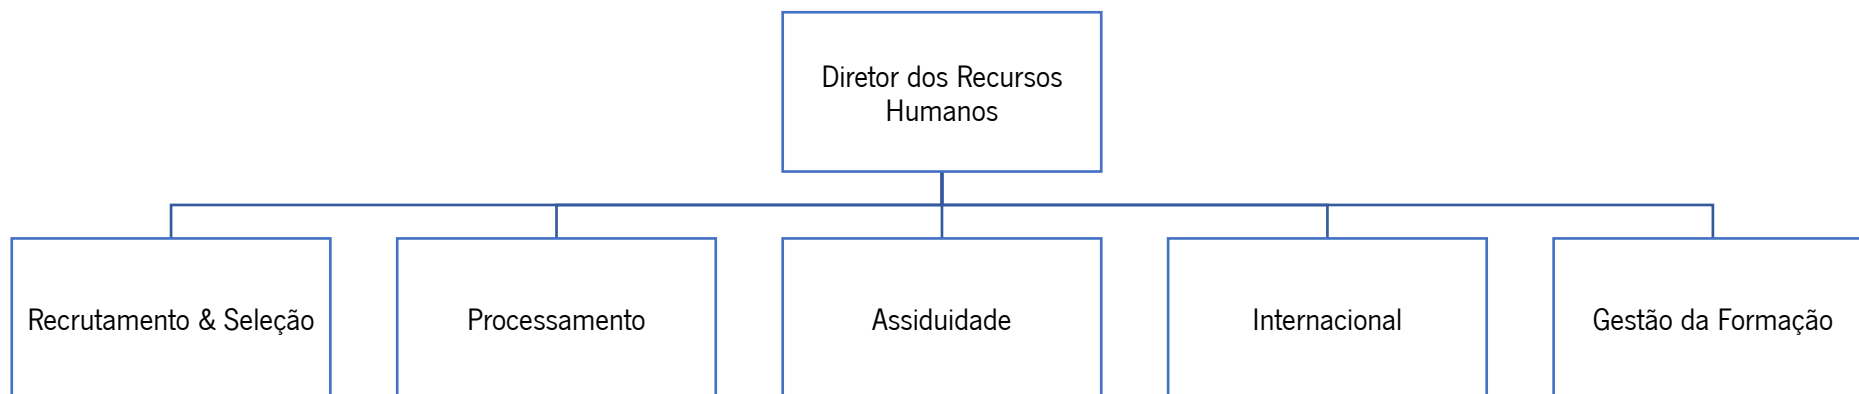 Diretor dos Recursos
Humanos
Recrutamento & Seleção
Processamento
Assiduidade
Internacional
Gestão da Formação